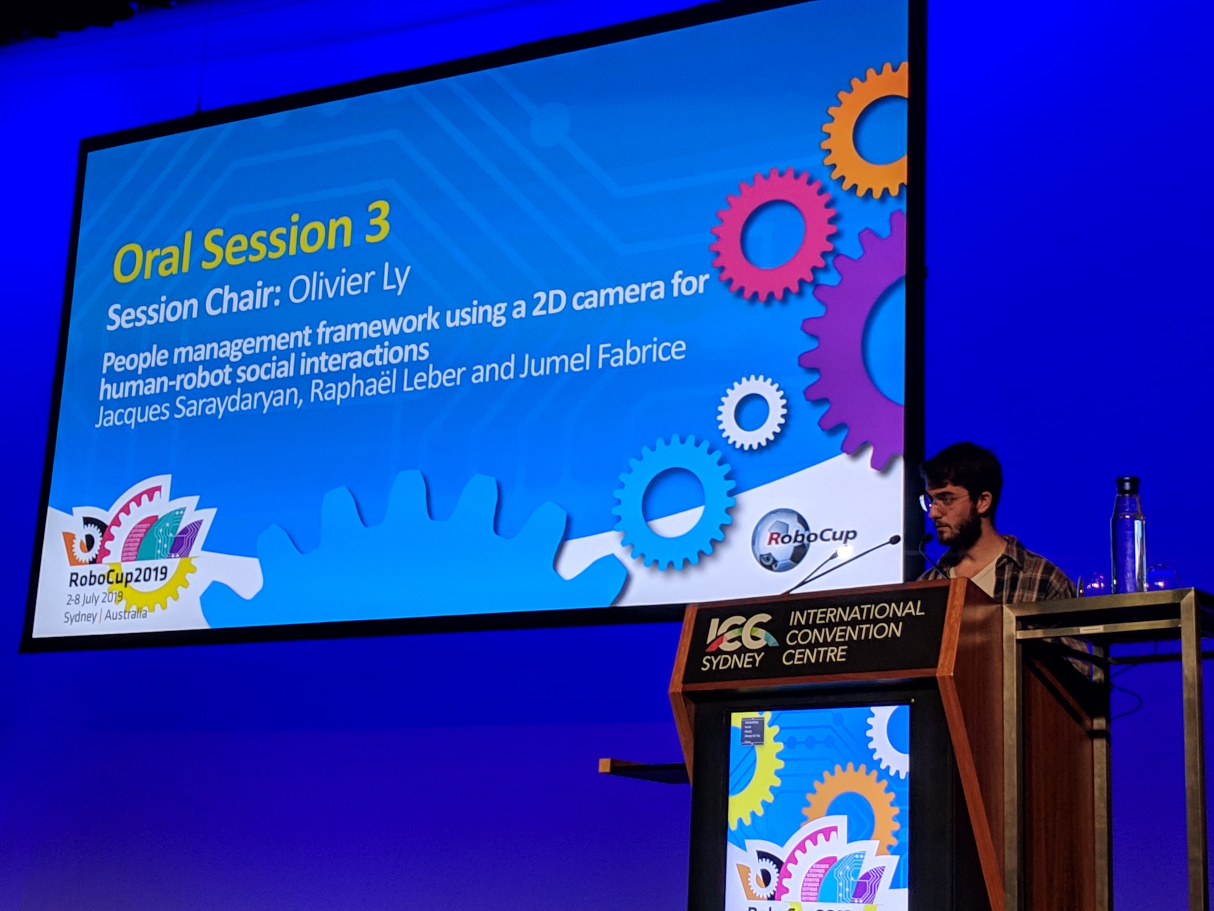 Oral Session 3
Session Chair: Olivier Ly
People management framework using a 2D camera for
human-robot social interactions
Jacques Saraydaryan, Raphaël Leber and Jumel Fabrice
RoboCup2019
2-8 July 2019
Sydney | Australia
RoboCup
ICC
SYDNEY
INTERNATIONAL
CONVENTION
CENTRE